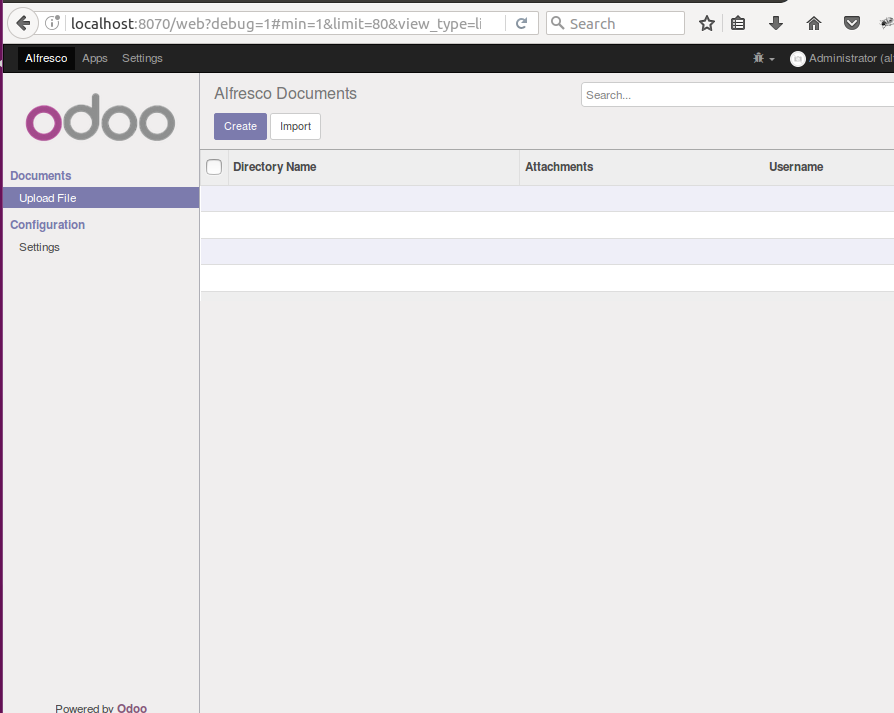 localhost:8070/web?debug=1#min=1&limit=80&view_type=li
Search
Alfresco Apps Settings
Administrator (al
odoo
Alfresco Documents
Search...
Create Import
Documents
Upload File
Configuration
Settings
Directory Name Attachments Username
Powered by Odoo